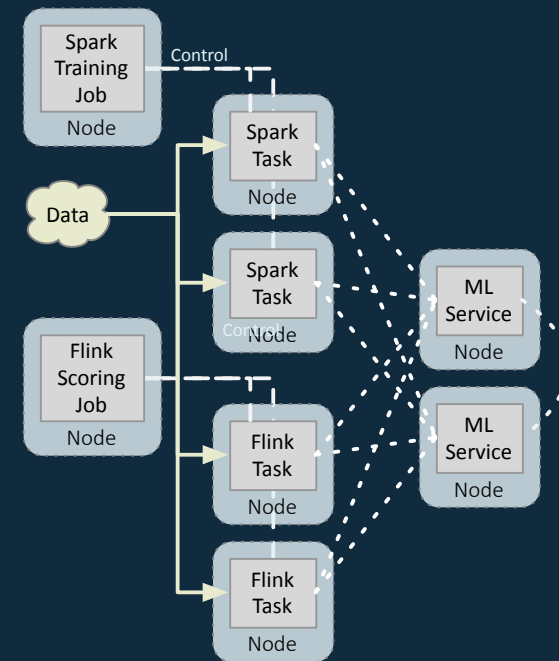 Spark
Training
Job
Node
Control
Spark
Task
Node
Data
Spark
Task
Control
Node
ML
Service
Node
Flink
Scoring
Job
Node
Flink
Task
Node
ML
Service
Node
Flink
Task
Node